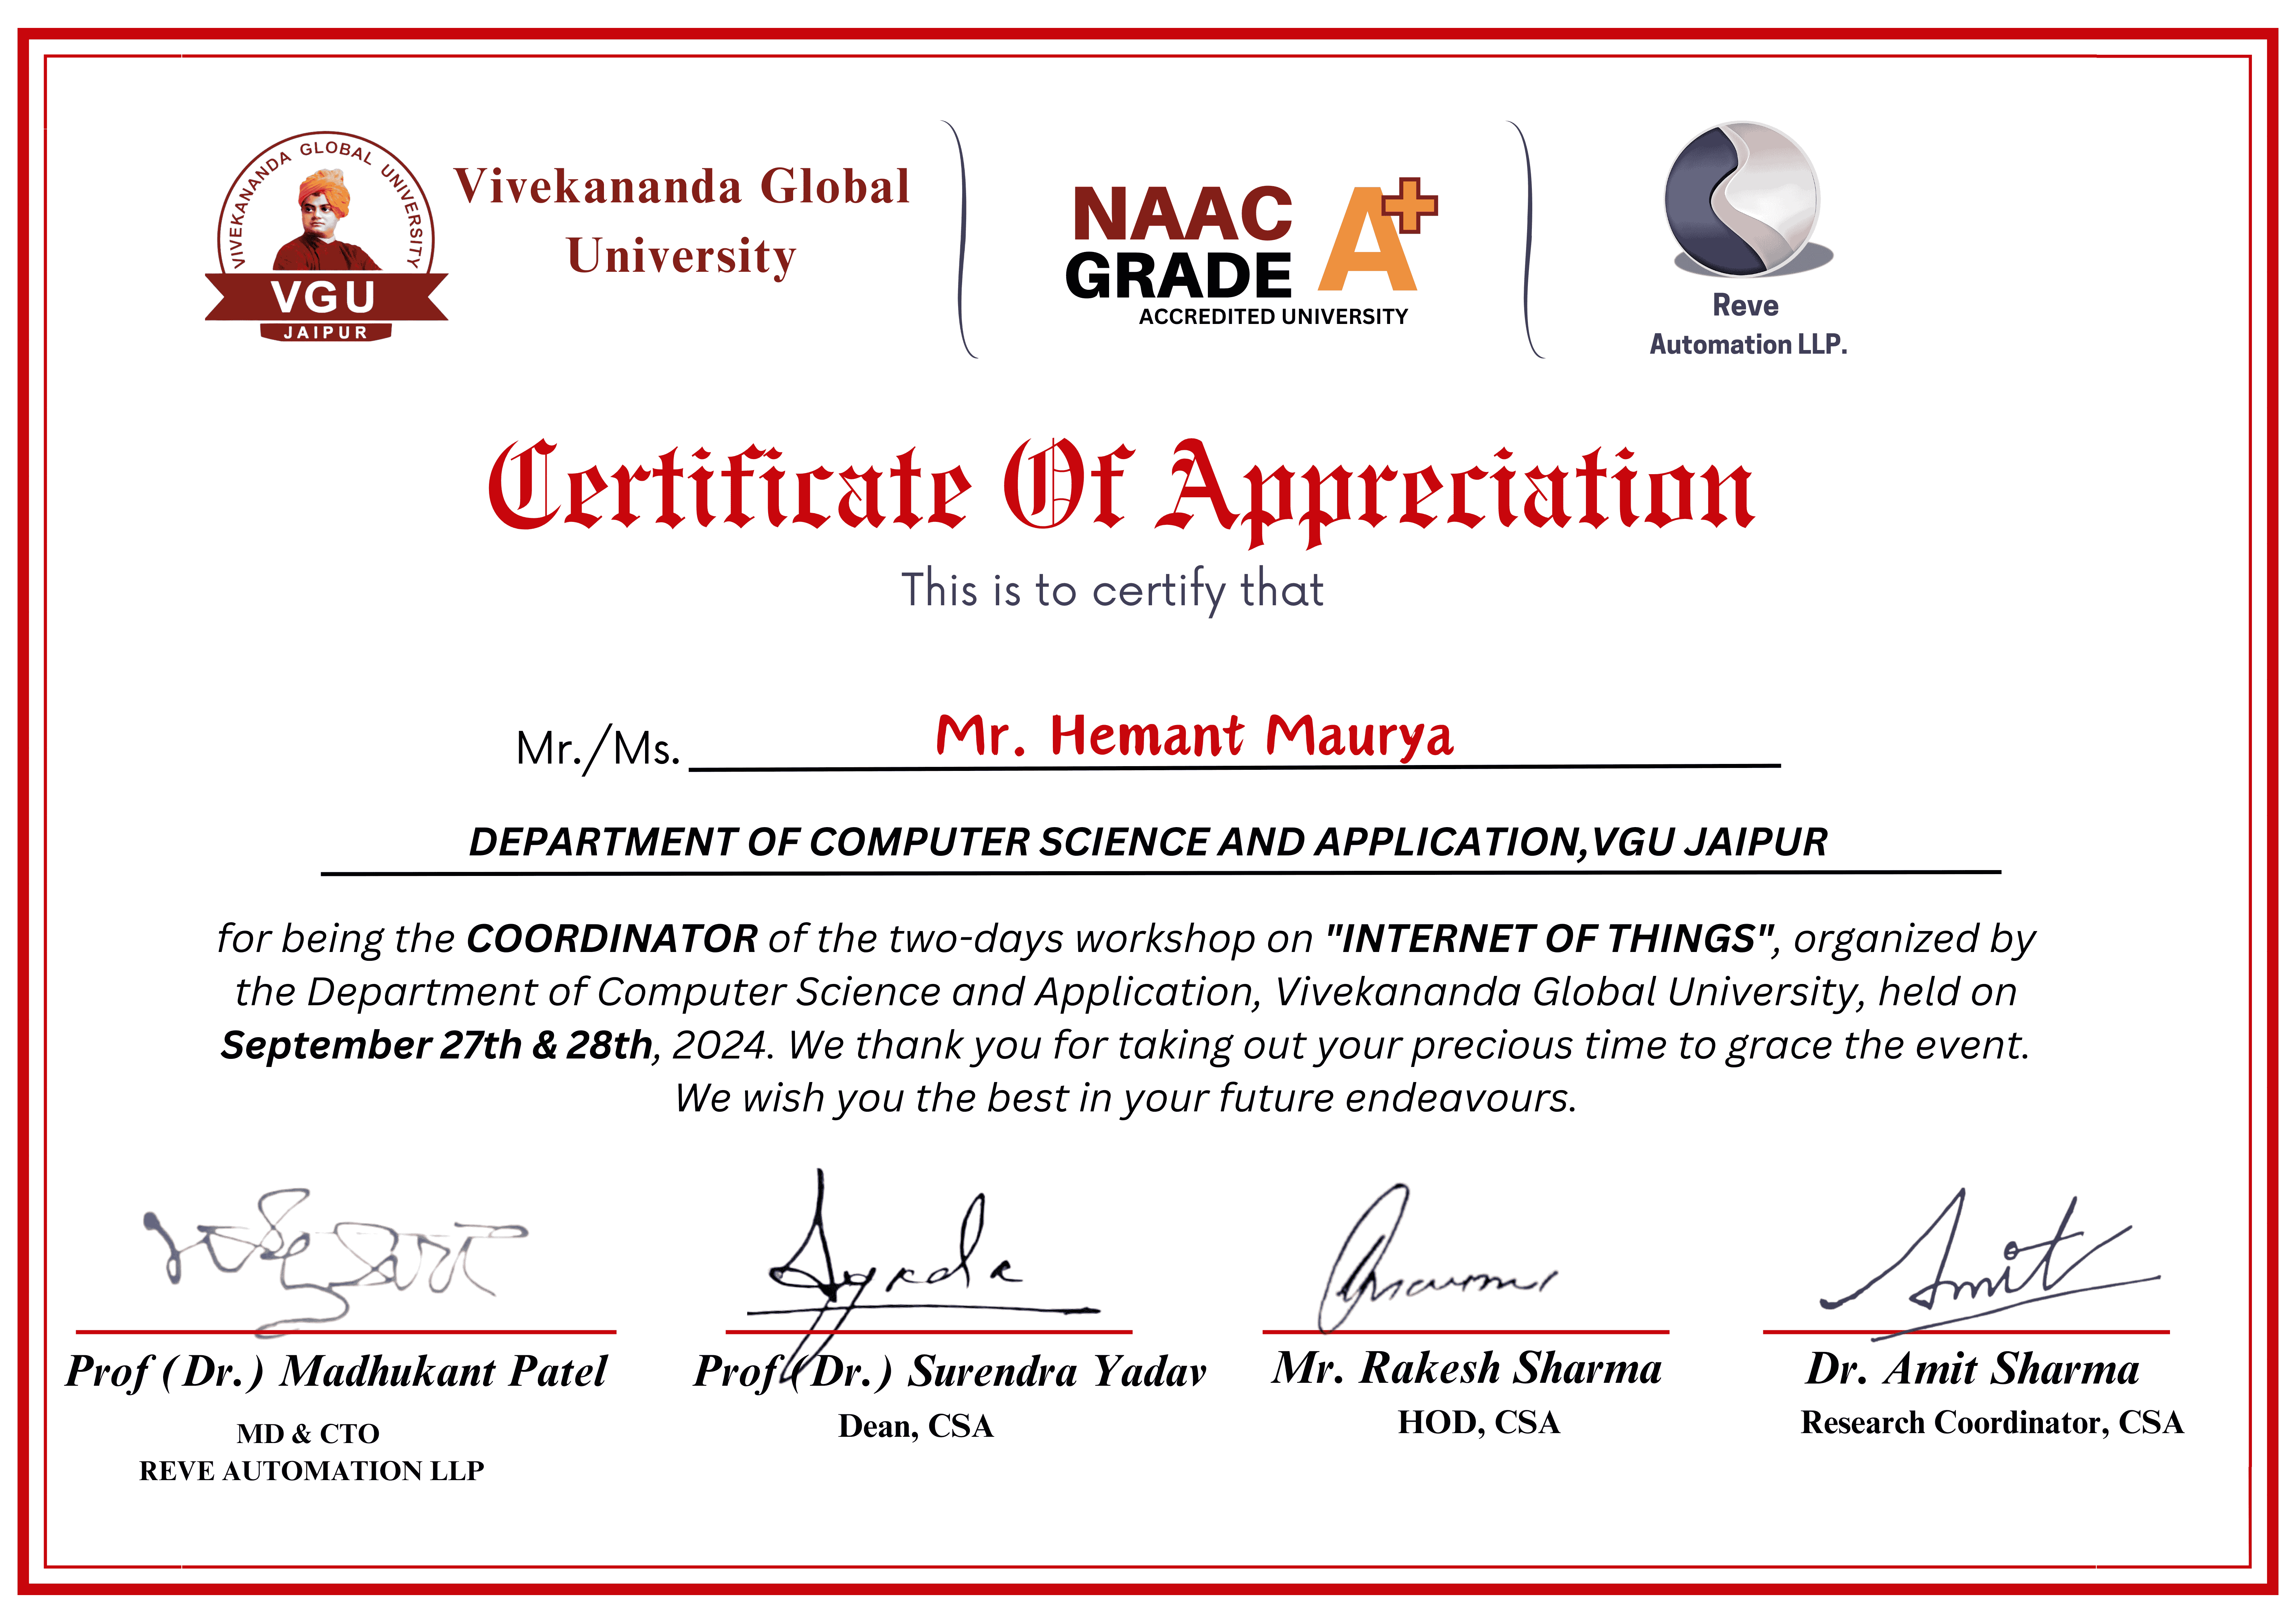 VIVEKANANDA GLOBAL UNIVERSITY
VGU
JAIPUR
Vivekananda Global
University
NAAC
GRADE
A+
ACCREDITED UNIVERSITY
Reve
Automation LLP.
Certificate Of Appreciation
This is to certify that
Mr./Ms. Mr. Hemant Maurya
DEPARTMENT OF COMPUTER SCIENCE AND APPLICATION,VGU JAIPUR
for being the COORDINATOR of the two-days workshop on "INTERNET OF THINGS", organized by
the Department of Computer Science and Application, Vivekananda Global University, held on
September 27th & 28th, 2024. We thank you for taking out your precious time to grace the event.
We wish you the best in your future endeavours.
Amit
Prof (Dr.) Madhukant Patel
MD & CTO
REVE AUTOMATION LLP
Prof (Dr.) Surendra Yadav
Dean, CSA
Mr. Rakesh Sharma
HOD, CSA
Dr. Amit Sharma
Research Coordinator, CSA